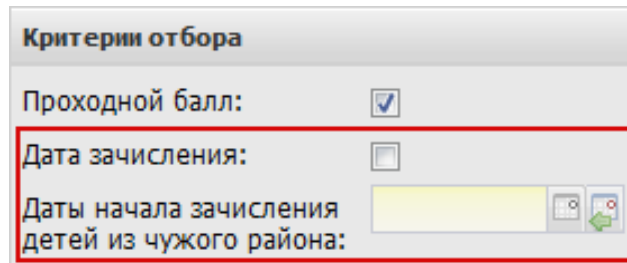 Критерии отбора
Проходной балл:
Дата зачисления:
Даты начала зачисления
детей из чужого района: